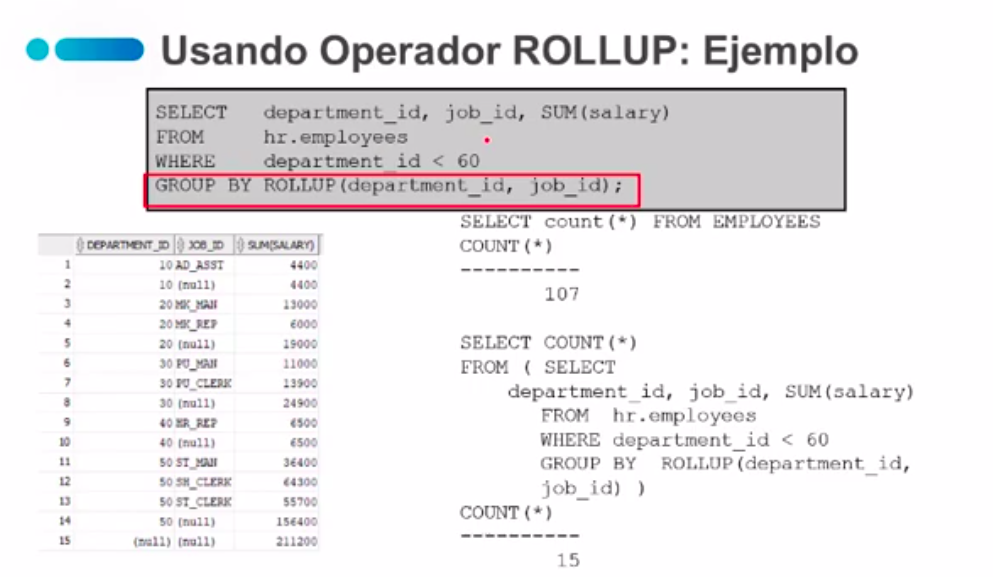 Usando Operador ROLLUP: Ejemplo
SELECT department_id, job_id, SUM(salary)
FROM hr.employees
WHERE department_id < 60
GROUP BY ROLLUP(department_id, job_id);
DEPARTMENT_ID JOB_ID SUM(SALARY)
1 10 AD_ASST 4400
2 10 (null) 4400
3 20 MK_MAN 13000
4 20 MK_REP 6000
5 20 (null) 19000
6 30 PU_MAN 11000
7 30 PU_CLERK 13900
8 30 (null) 24900
9 40 HR_REP 6500
10 40 (null) 6500
11 50 ST_MAN 36400
12 50 SH_CLERK 64300
13 50 ST_CLERK 55700
14 50 (null) 156400
15 (null) (null) 211200
SELECT count(*) FROM EMPLOYEES
COUNT(*)
----------
107
SELECT COUNT(*)
FROM ( SELECT
department_id, job_id, SUM(salary)
FROM hr.employees
WHERE department_id < 60
GROUP BY ROLLUP(department_id,
job_id) )
COUNT(*)
----------
15